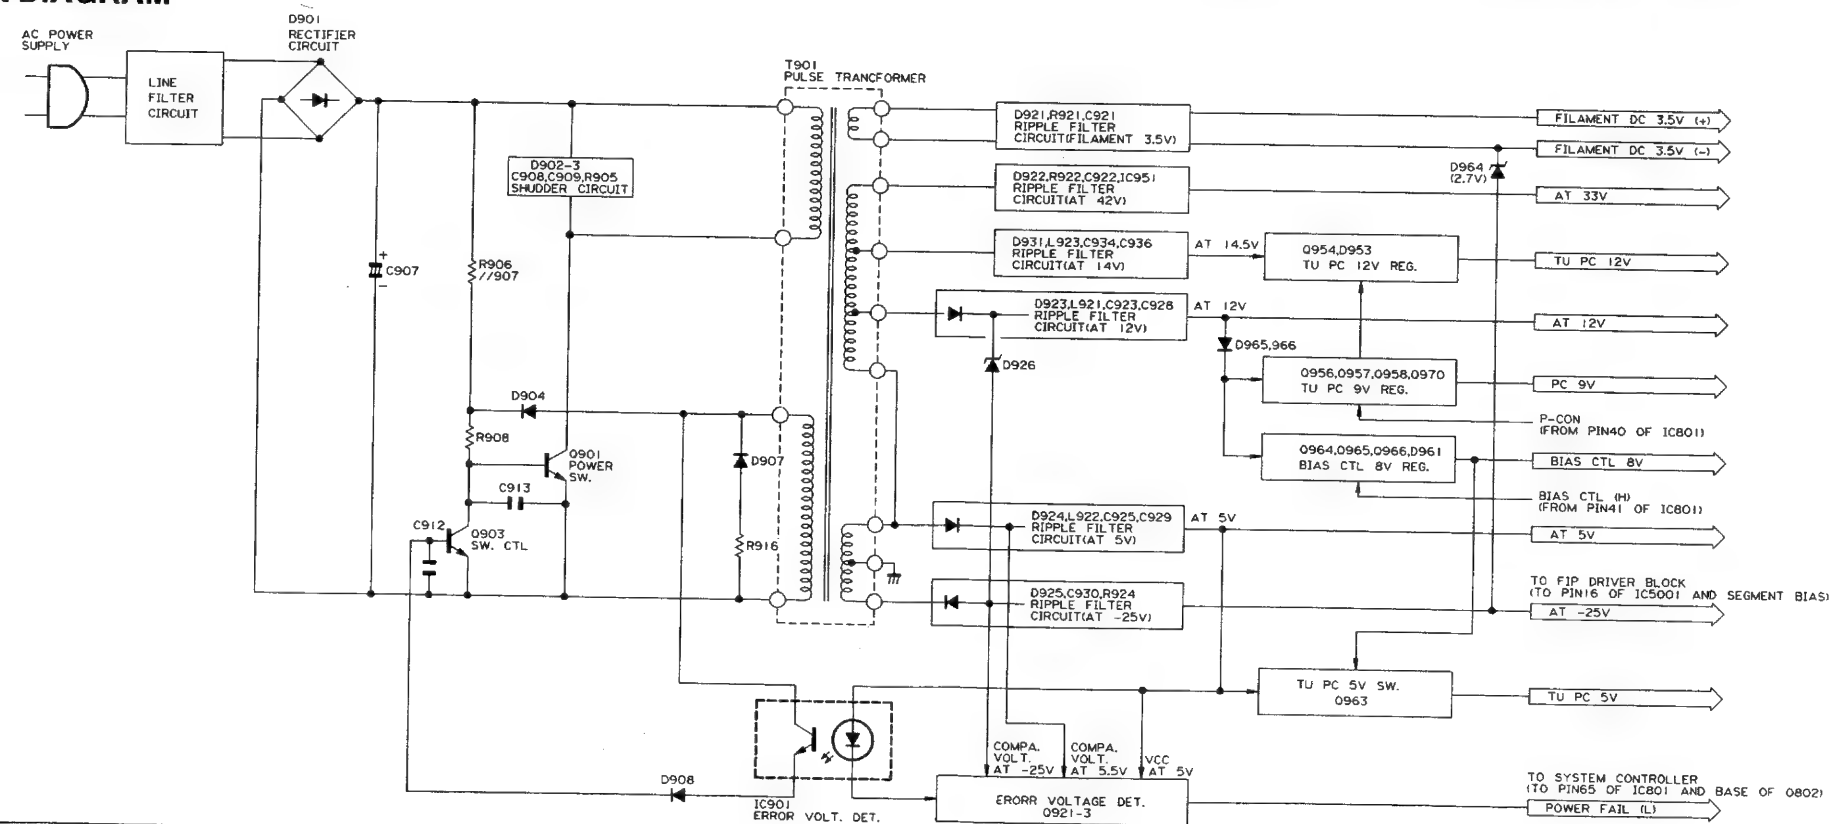 DIAGRAM
AC POWER
SUPPLY
LINE
FILTER
CIRCUIT
D901
RECTIFIER
CIRCUIT
+
C907
-
R906
//907
D902-3
C908,C909,R905
SHUDDER CIRCUIT
D904
R908
Q901
POWER
SW.
C913
C912
Q903
SW. CTL
D907
R916
T901
PULSE TRANCFORMER
D908
IC901
ERROR VOLT. DET.
D921,R921,C921
RIPPLE FILTER
CIRCUIT(FILAMENT 3.5V)
D922,R922,C922,IC951
RIPPLE FILTER
CIRCUIT(AT 42V)
D931,L923,C934,C936
RIPPLE FILTER
CIRCUIT(AT 14V)
AT 14.5V
Q954,D953
TU PC 12V REG.
D923,L921,C923,C928
RIPPLE FILTER
CIRCUIT(AT 12V)
AT 12V
D926
D965,966
Q956,Q957,Q958,Q970
TU PC 9V REG.
Q964,Q965,Q966,D961
BIAS CTL 8V REG.
D924,L922,C925,C929
RIPPLE FILTER
CIRCUIT(AT 5V)
AT 5V
D925,C930,R924
RIPPLE FILTER
CIRCUIT(AT -25V)
TU PC 5V SW.
Q963
COMPA.
VOLT.
AT -25V
COMPA.
VOLT.
AT 5.5V
VCC
AT 5V
ERORR VOLTAGE DET.
Q921-3
D964
(2.7V)
FILAMENT DC 3.5V (+)
FILAMENT DC 3.5V (-)
AT 33V
TU PC 12V
AT 12V
PC 9V
P-CON
(FROM PIN40 OF IC801)
BIAS CTL 8V
BIAS CTL (H)
(FROM PIN41 OF IC801)
AT 5V
TO FIP DRIVER BLOCK
(TO PIN16 OF IC5001 AND SEGMENT BIAS)
AT -25V
TU PC 5V
TO SYSTEM CONTROLLER
(TO PIN65 OF IC801 AND BASE OF Q802)
POWER FAIL (L)